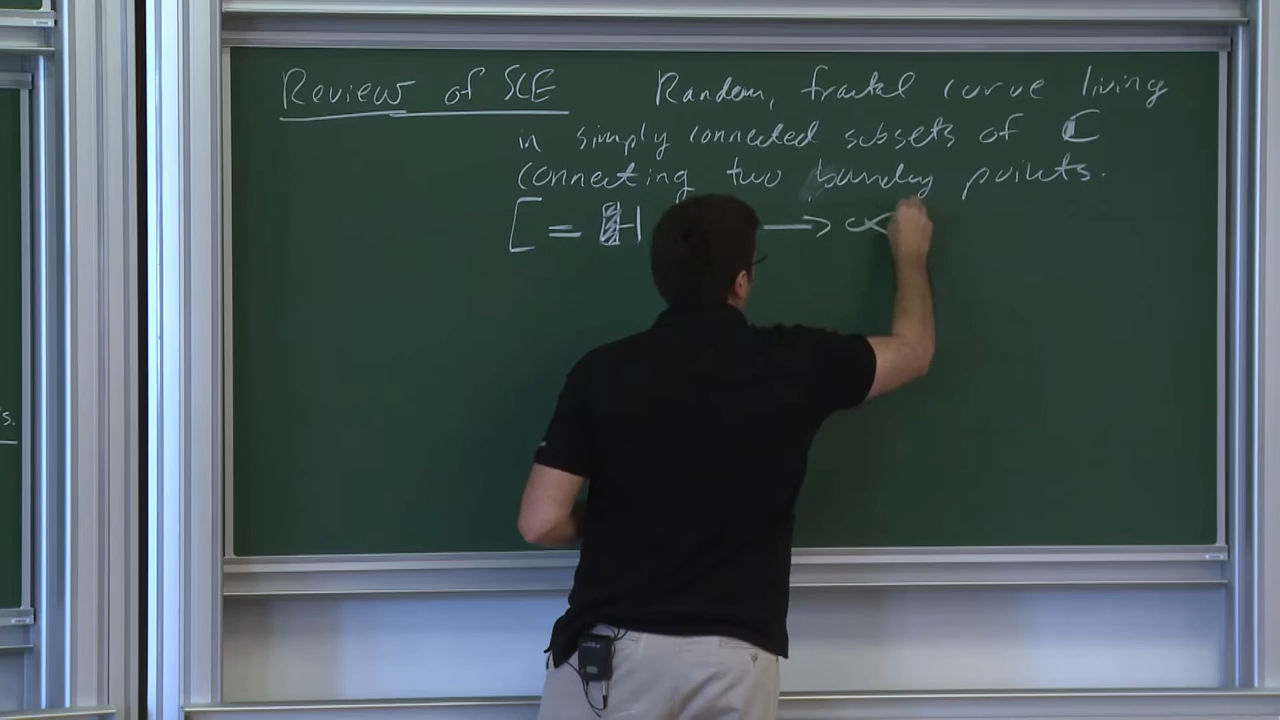 Review of SLE Random, fractal curve living
in simply connected subsets of ℂ
connecting two boundary points.
[ = ℍ → ∞
s.